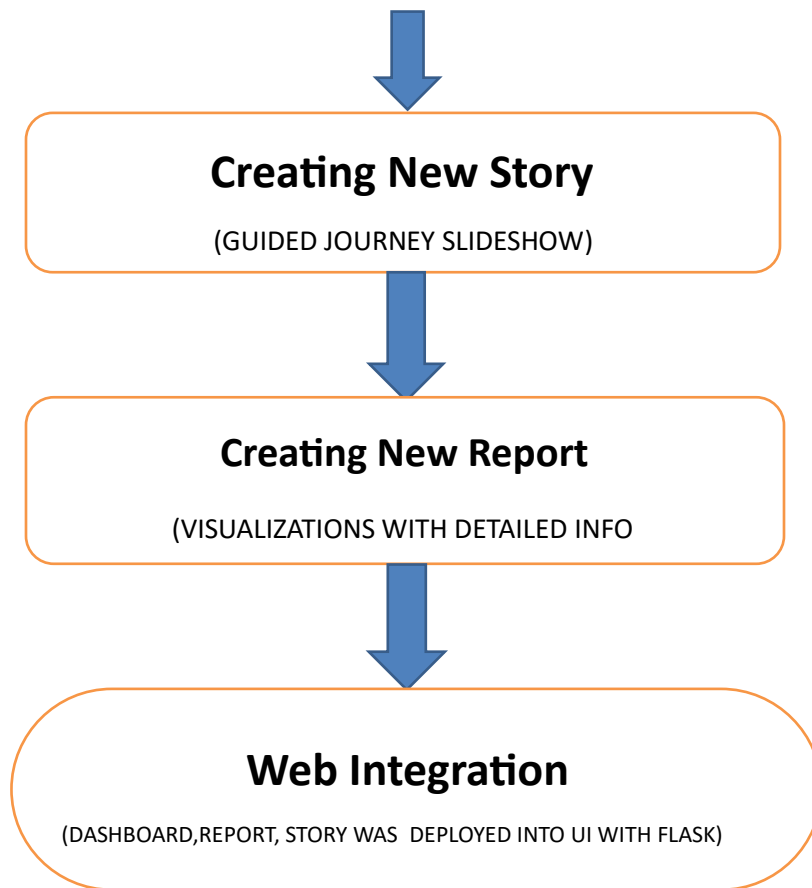 Creating New Story
(GUIDED JOURNEY SLIDESHOW)
Creating New Report
(VISUALIZATIONS WITH DETAILED INFO
Web Integration
(DASHBOARD,REPORT, STORY WAS  DEPLOYED INTO UI WITH FLASK)